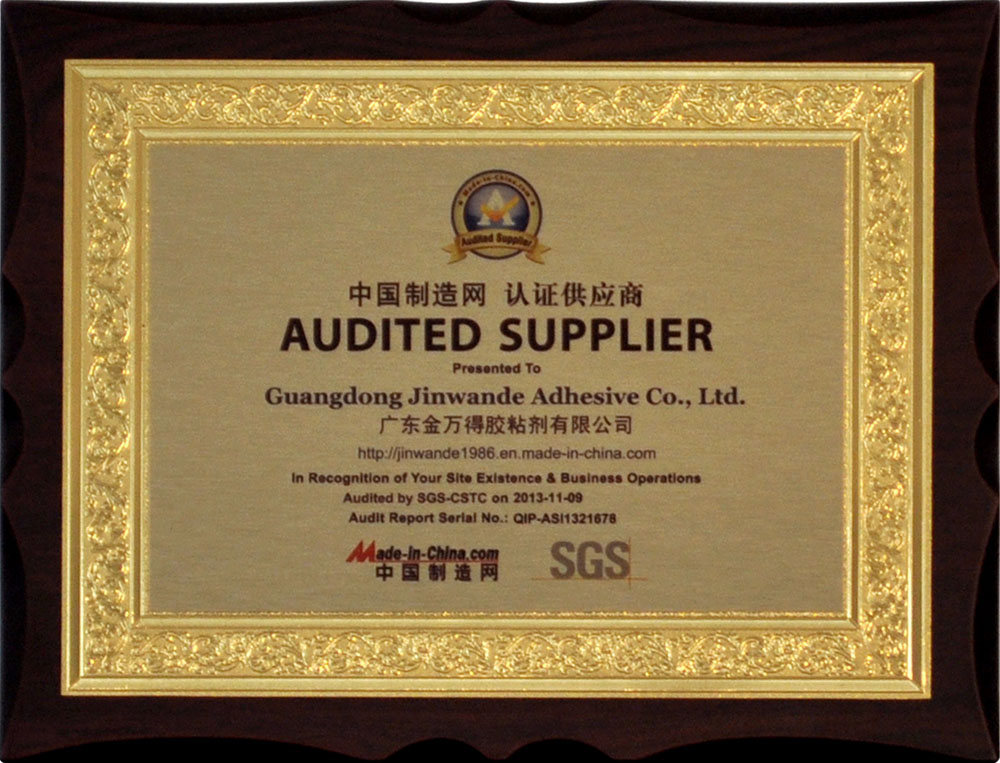 Made-in-China.com
Audited Supplier
中国制造网 认证供应商
AUDITED SUPPLIER
Presented To
Guangdong Jinwande Adhesive Co., Ltd.
广东金万得胶粘剂有限公司
http://jinwande1986.en.made-in-china.com
In Recognition of Your Site Existence & Business Operations
Audited by SGS-CSTC on 2013-11-09
Audit Report Serial No.: QIP-ASI1321678
Made-in-China.com
中国制造网
SGS